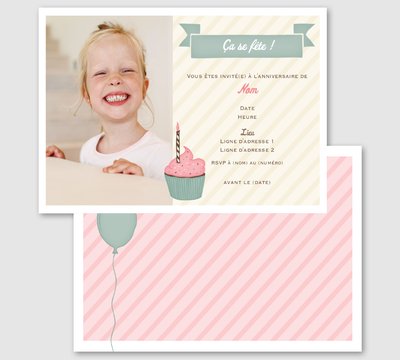 Ça se fête !
Vous êtes invité(e) à l'anniversaire de
Nom
Date
Heure
Lieu
Ligne d'adresse 1
Ligne d'adresse 2
RSVP à (nom) au (numéro)
avant le (date)